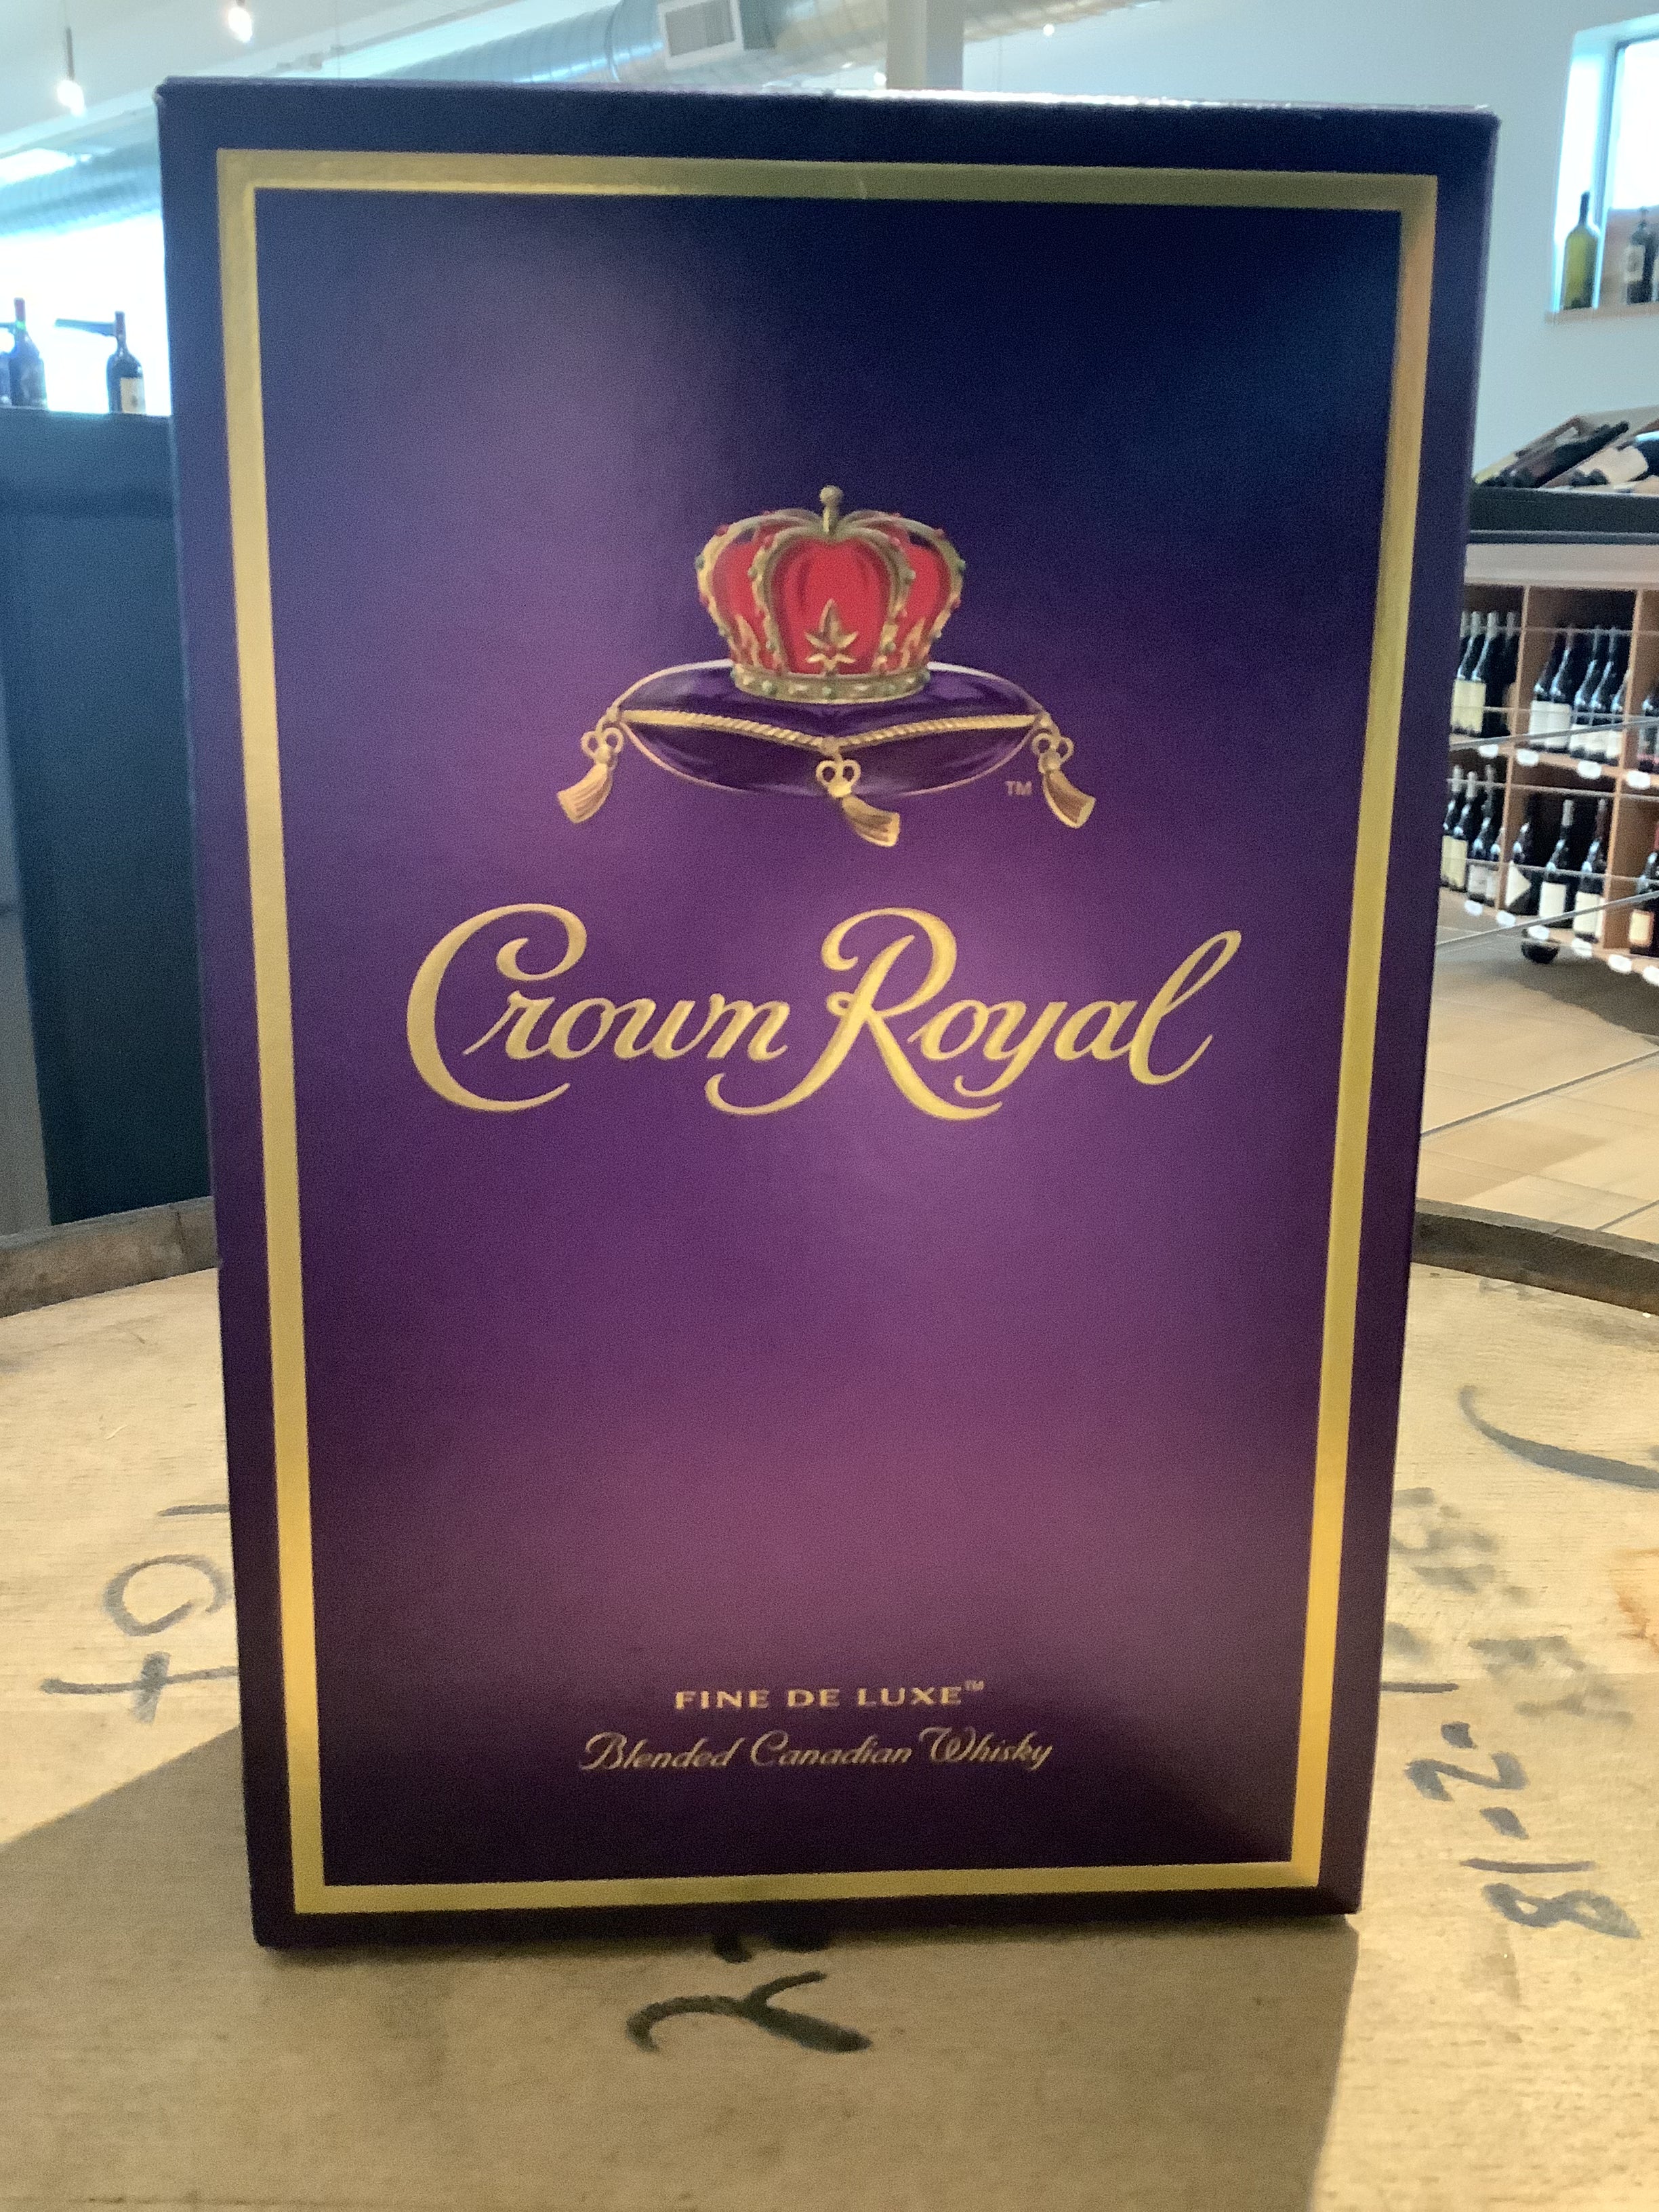 TM
Crown Royal
FINE DE LUXE™
Blended Canadian Whisky